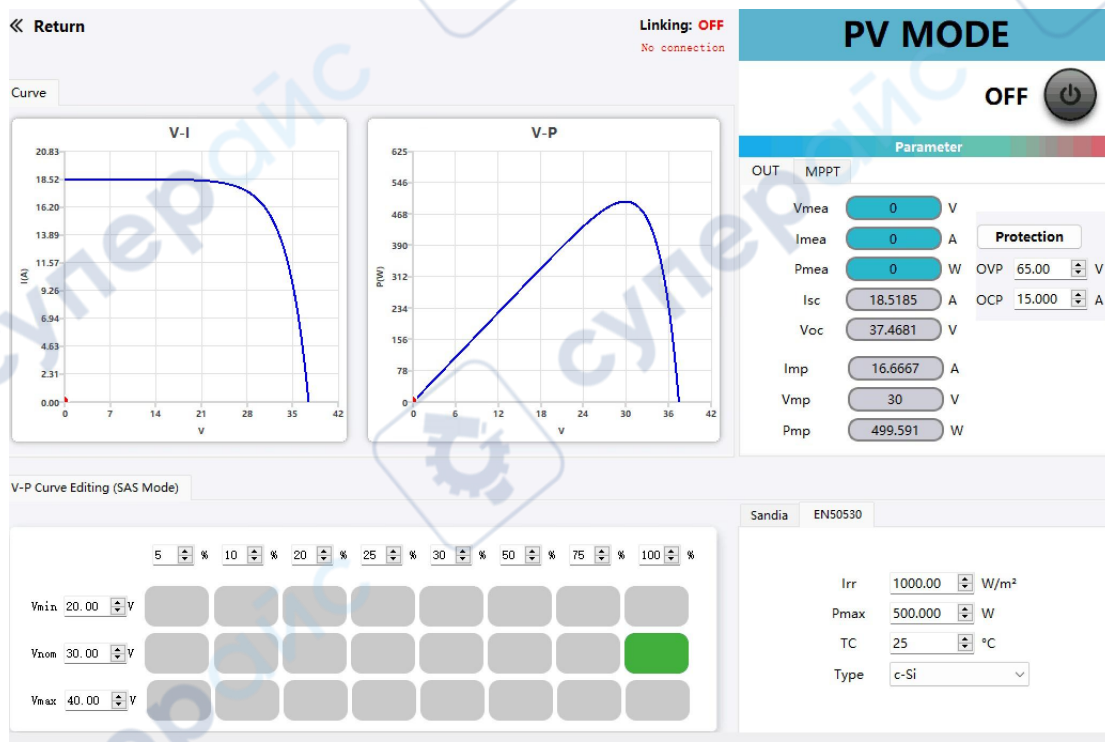 « Return
Linking: OFF
No connection
PV MODE
OFF
Curve
V-I
20.83
18.52
16.20
13.89
11.57
9.26
6.94
4.63
2.31
0.00
I(A)
0 7 14 21 28 35 42
V
V-P
625
546
468
390
312
234
156
78
0
P(W)
0 6 12 18 24 30 36 42
V
Parameter
OUT MPPT
Vmea 0 V
Imea 0 A
Pmea 0 W
Isc 18.5185 A
Voc 37.4681 V
Imp 16.6667 A
Vmp 30 V
Pmp 499.591 W
Protection
OVP 65.00 V
OCP 15.000 A
V-P Curve Editing (SAS Mode)
5 % 10 % 20 % 25 % 30 % 50 % 75 % 100 %
Vmin 20.00 V
Vnom 30.00 V
Vmax 40.00 V
Sandia EN50530
Irr 1000.00 W/m²
Pmax 500.000 W
TC 25 °C
Type c-Si
суперайс
суперайс